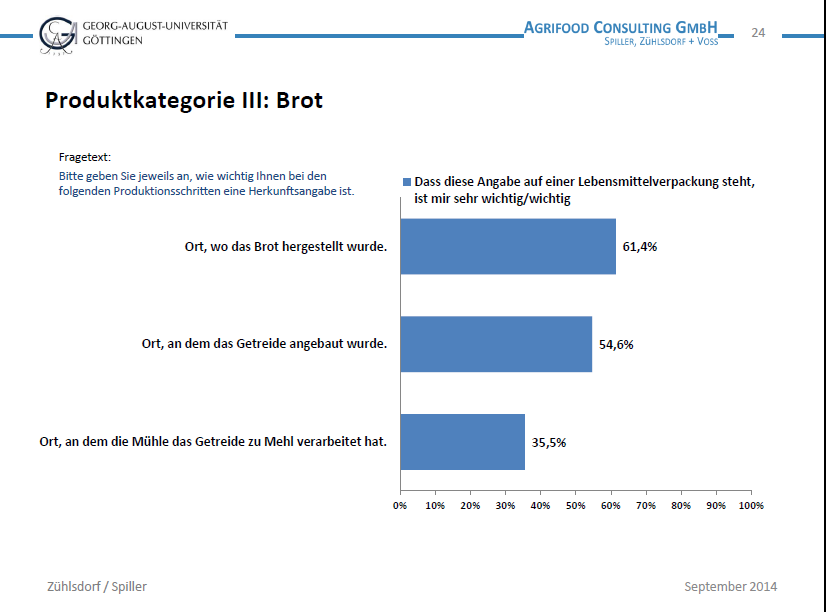 GEORG-AUGUST-UNIVERSITÄT
GÖTTINGEN
AGRIFOOD CONSULTING GMBH
SPILLER, ZÜHLSDORF + VOSS
24
Produktkategorie III: Brot
Fragetext:
Bitte geben Sie jeweils an, wie wichtig Ihnen bei den
folgenden Produktionsschritten eine Herkunftsangabe ist.
Dass diese Angabe auf einer Lebensmittelverpackung steht,
ist mir sehr wichtig/wichtig
Ort, wo das Brot hergestellt wurde.
61,4%
Ort, an dem das Getreide angebaut wurde.
54,6%
Ort, an dem die Mühle das Getreide zu Mehl verarbeitet hat.
35,5%
0% 10% 20% 30% 40% 50% 60% 70% 80% 90% 100%
Zühlsdorf / Spiller
September 2014